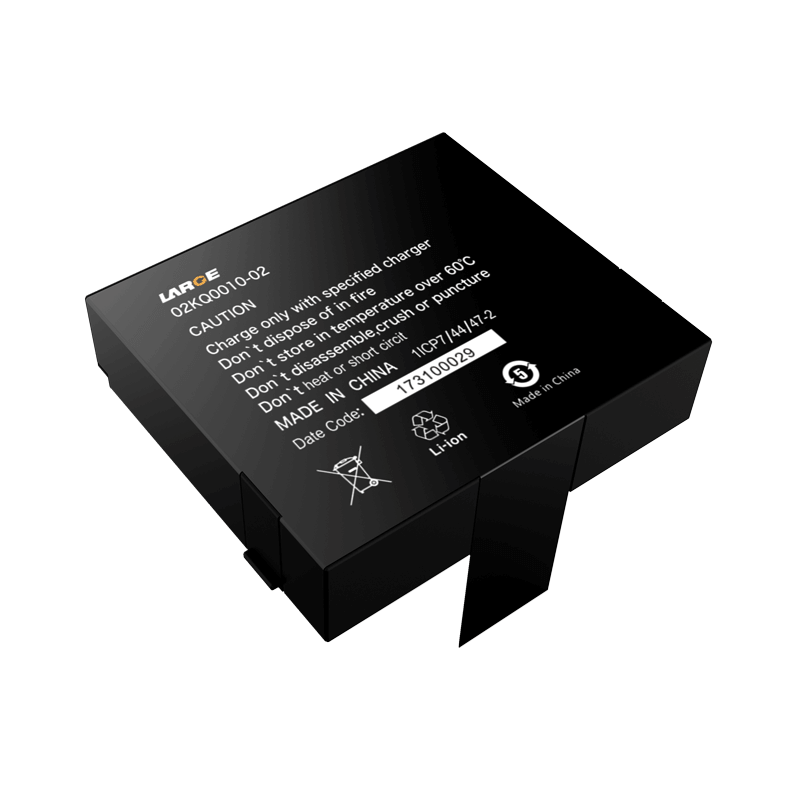 LARGE
02KQ0010-02
CAUTION
Charge only with specified charger
Don`t dispose of in fire
Don`t store in temperature over 60℃
Don`t disassemble,crush or puncture
Don`t heat or short circit
MADE IN CHINA 1ICP7/44/47-2
Date Code: 173100029
Li-ion
5
Made in China